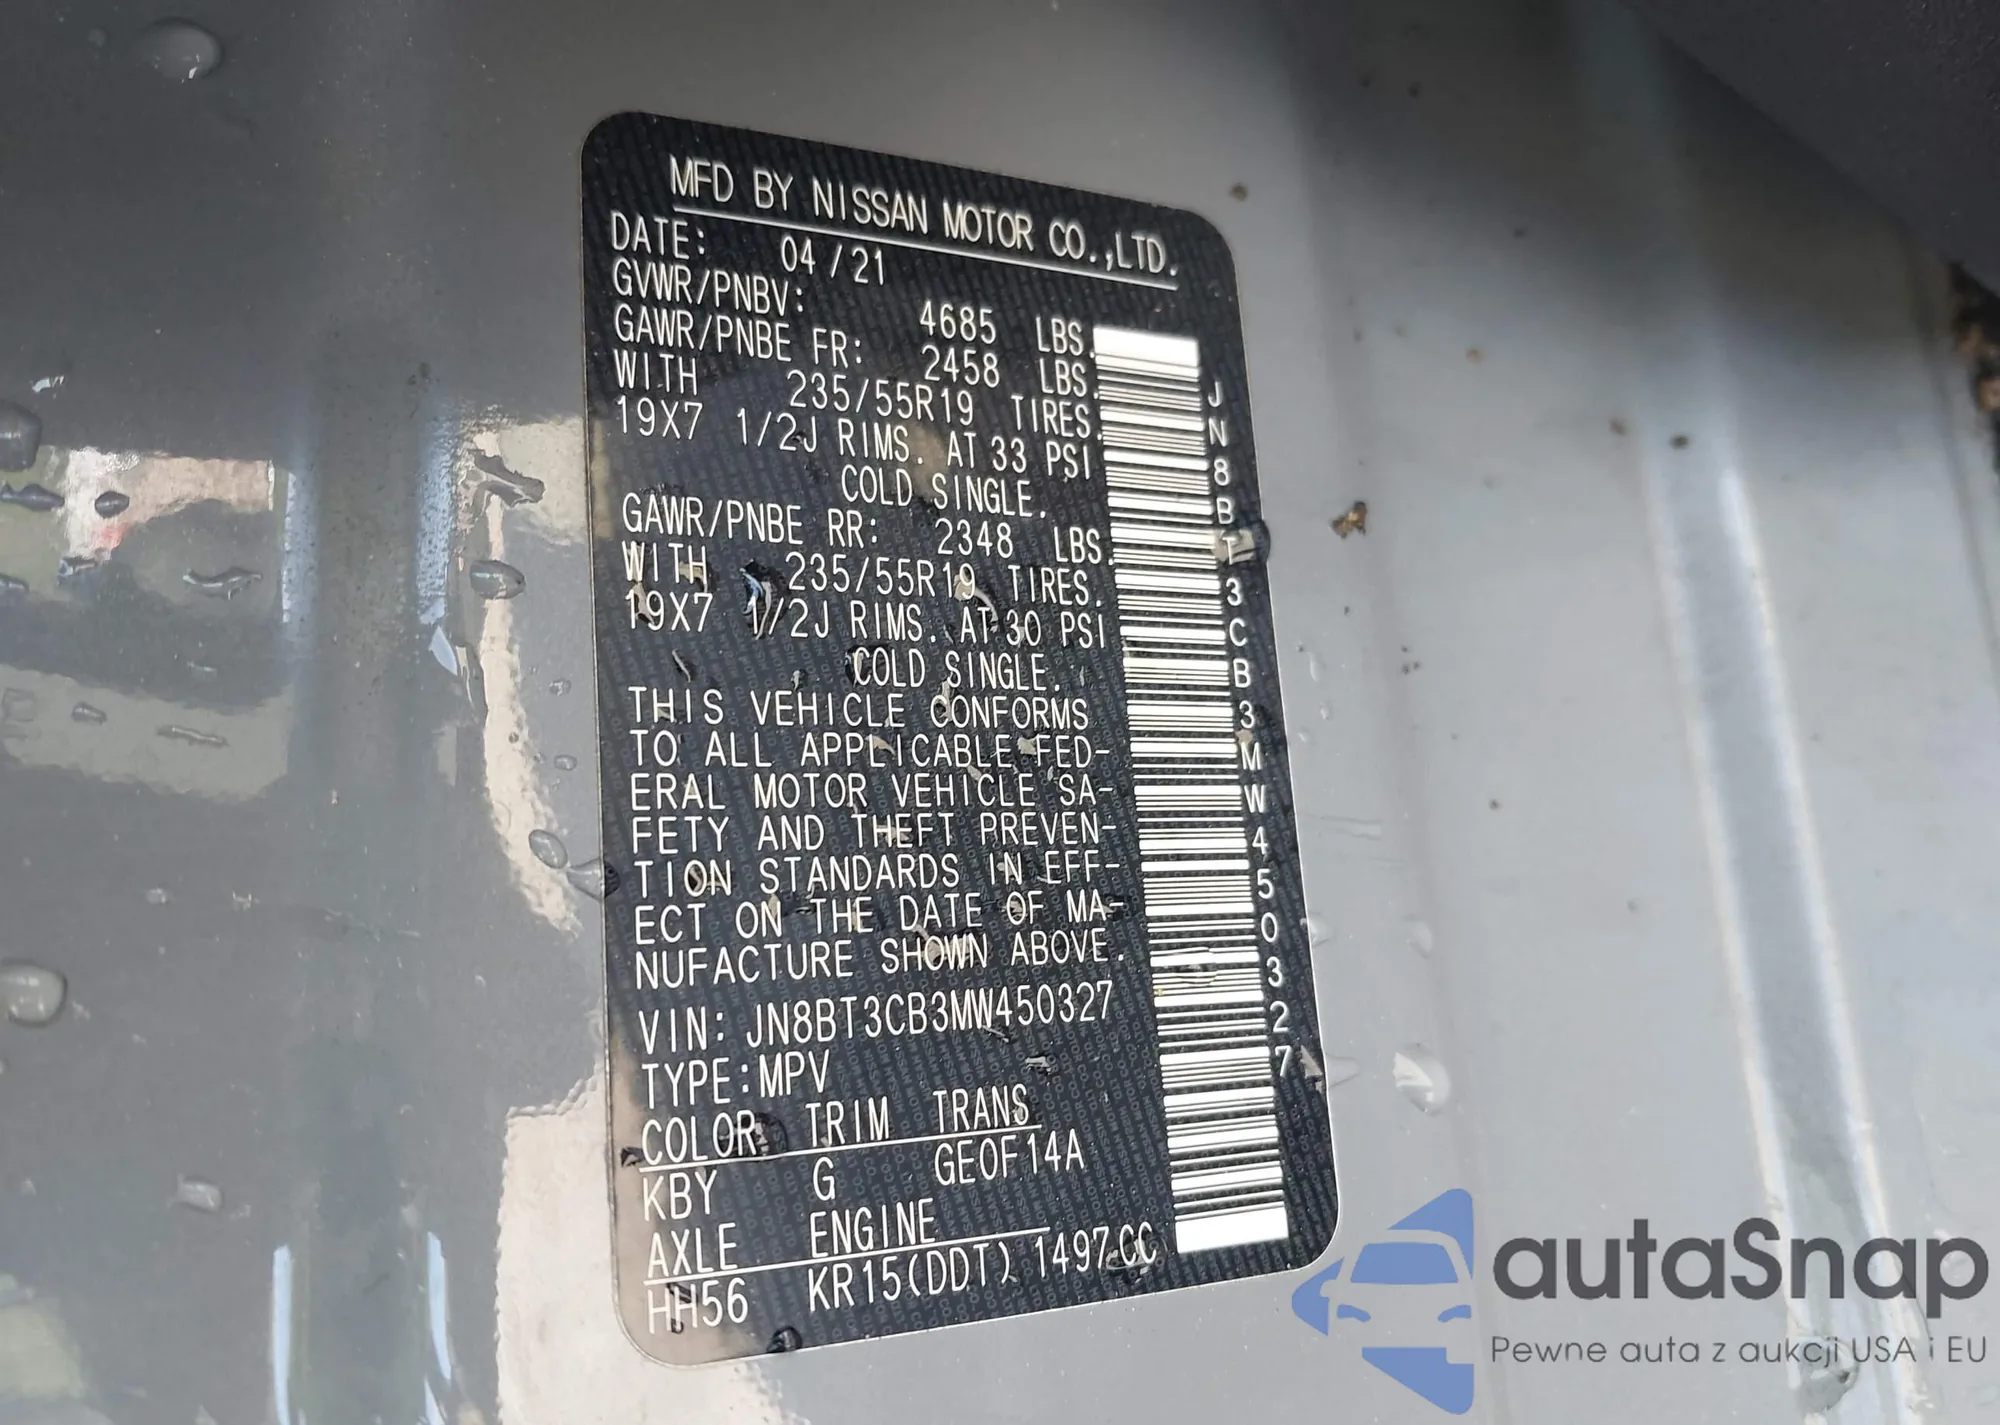 MFD BY NISSAN MOTOR CO.,LTD.
DATE: 04/21
GVWR/PNBV: 4685 LBS.
GAWR/PNBE FR: 2458 LBS.
WITH 235/55R19 TIRES.
19X7 1/2J RIMS. AT 33 PSI
COLD SINGLE.
GAWR/PNBE RR: 2348 LBS.
WITH 235/55R19 TIRES.
19X7 1/2J RIMS. AT 30 PSI
COLD SINGLE.
THIS VEHICLE CONFORMS
TO ALL APPLICABLE FED-
ERAL MOTOR VEHICLE SA-
FETY AND THEFT PREVEN-
TION STANDARDS IN EFF-
ECT ON THE DATE OF MA-
NUFACTURE SHOWN ABOVE.
VIN: JN8BT3CB3MW450327
TYPE:MPV
COLOR TRIM TRANS
KBY G GEOF14A
AXLE ENGINE
HH56 KR15(DDT) 1497CC
JN8BT3CB3MW450327
autaSnap
Pewne auta z aukcji USA i EU